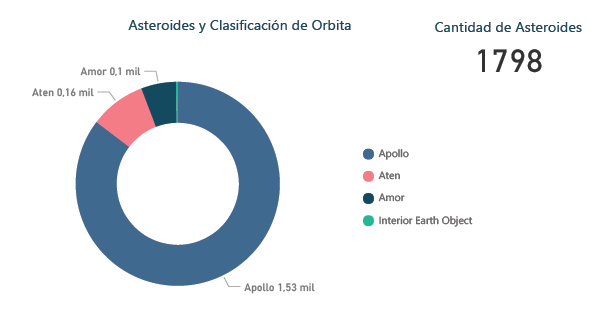 Asteroides y Clasificación de Orbita
Cantidad de Asteroides
1798
Amor 0,1 mil
Aten 0,16 mil
Apollo
Aten
Amor
Interior Earth Object
Apollo 1,53 mil